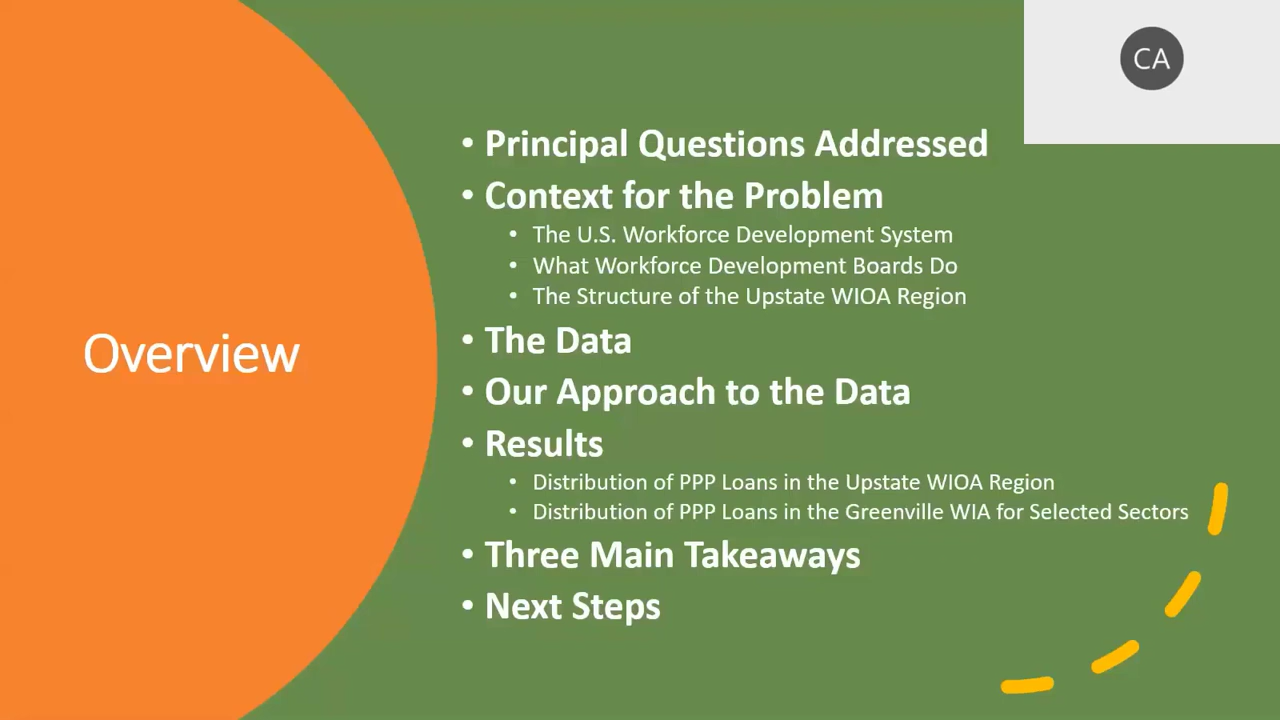 CA
Overview
• Principal Questions Addressed
• Context for the Problem
• The U.S. Workforce Development System
• What Workforce Development Boards Do
• The Structure of the Upstate WIOA Region
• The Data
• Our Approach to the Data
• Results
• Distribution of PPP Loans in the Upstate WIOA Region
• Distribution of PPP Loans in the Greenville WIA for Selected Sectors
• Three Main Takeaways
• Next Steps